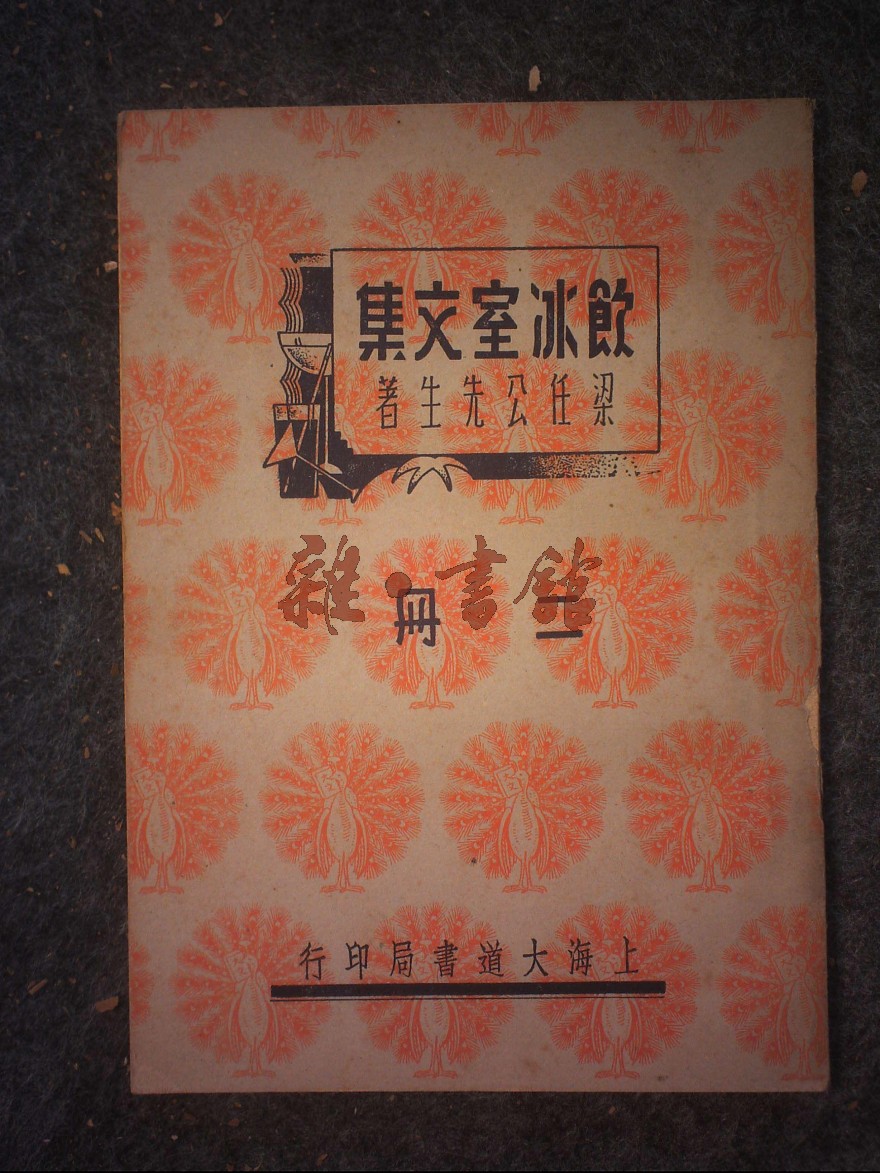 飲冰室文集
梁任公先生著
雜·書館
二冊
上海大道書局印行